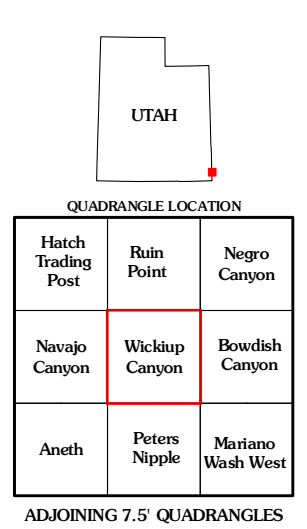 UTAH
QUADRANGLE LOCATION
Hatch
Trading
Post
Ruin
Point
Negro
Canyon
Navajo
Canyon
Wickiup
Canyon
Bowdish
Canyon
Aneth
Peters
Nipple
Mariano
Wash West
ADJOINING 7.5' QUADRANGLES